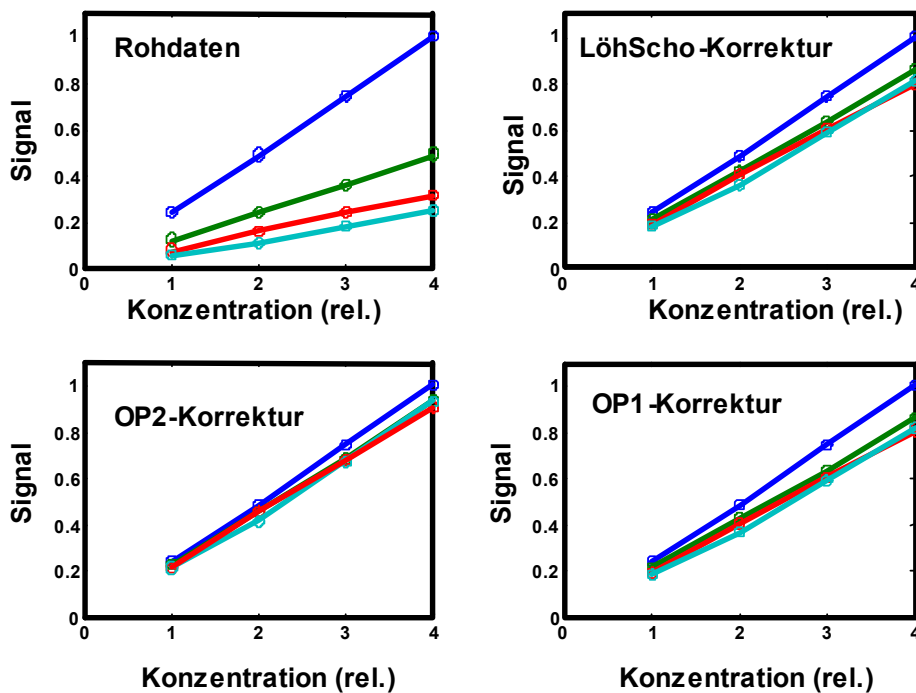 Rohdaten
Signal
1
0.8
0.6
0.4
0.2
0
0 1 2 3 4
Konzentration (rel.)
LöhScho-Korrektur
Signal
1
0.8
0.6
0.4
0.2
0
0 1 2 3 4
Konzentration (rel.)
OP2-Korrektur
Signal
1
0.8
0.6
0.4
0.2
0
0 1 2 3 4
Konzentration (rel.)
OP1-Korrektur
Signal
1
0.8
0.6
0.4
0.2
0
0 1 2 3 4
Konzentration (rel.)